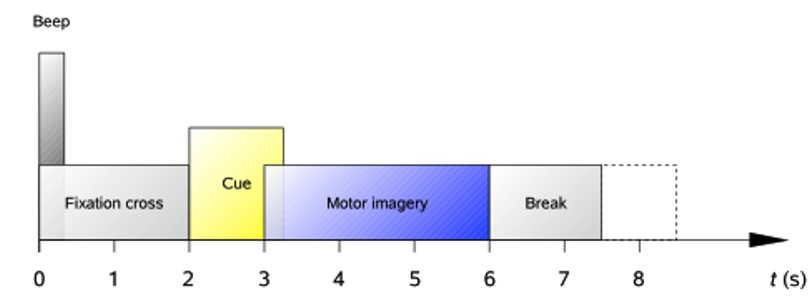 Beep
Fixation cross
Cue
Motor imagery
Break
0 1 2 3 4 5 6 7 8 t (s)